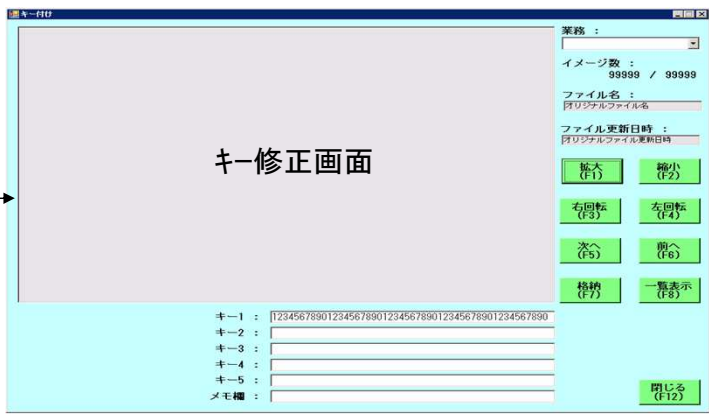 キー付け
業務 :
イメージ数 :
99999 / 99999
ファイル名 :
オリジナルファイル名
ファイル更新日時 :
オリジナルファイル更新日時
キー修正画面
拡大
(F1)
縮小
(F2)
右回転
(F3)
左回転
(F4)
次へ
(F5)
前へ
(F6)
格納
(F7)
一覧表示
(F8)
キー1 : 12345678901234567890123456789012345678901234567890
キー2 :
キー3 :
キー4 :
キー5 :
メモ欄 :
閉じる
(F12)